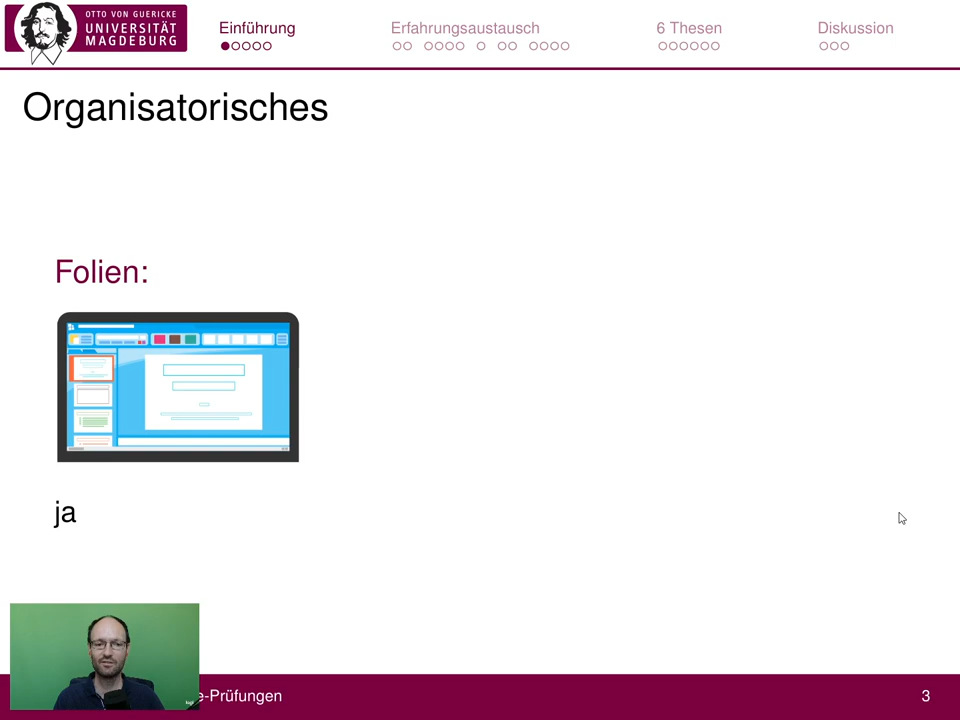 OTTO VON GUERICKE
UNIVERSITÄT
MAGDEBURG
Einführung
Erfahrungsaustausch
6 Thesen
Diskussion
Organisatorisches
Folien:
ja
e-Prüfungen
3